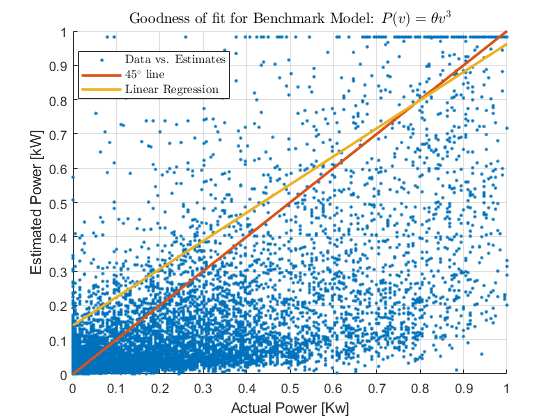 Goodness of fit for Benchmark Model: P(v) = θv³
Data vs. Estimates
45° line
Linear Regression
1
0.9
0.8
0.7
0.6
0.5
0.4
0.3
0.2
0.1
0
Estimated Power [kW]
0 0.1 0.2 0.3 0.4 0.5 0.6 0.7 0.8 0.9 1
Actual Power [Kw]